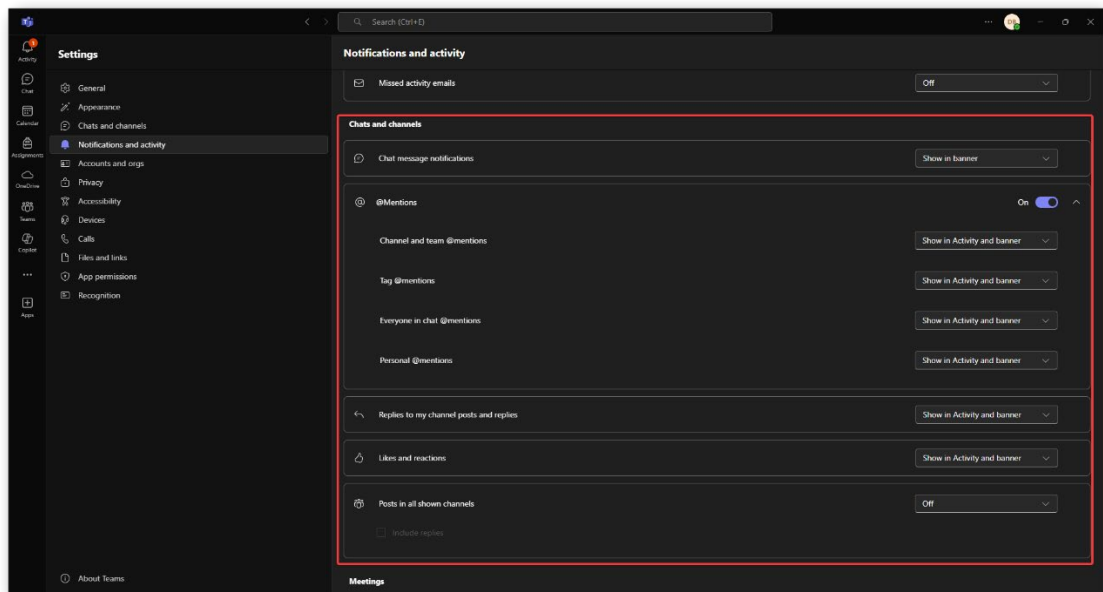 Search (Ctrl+E)
DB
1
Activity
Chat
Calendar
Assignments
OneDrive
Teams
Copilot
Apps
Settings
General
Appearance
Chats and channels
Notifications and activity
Accounts and orgs
Privacy
Accessibility
Devices
Calls
Files and links
App permissions
Recognition
About Teams
Notifications and activity
Missed activity emails Off
Chats and channels
Chat message notifications Show in banner
@Mentions On
Channel and team @mentions Show in Activity and banner
Tag @mentions Show in Activity and banner
Everyone in chat @mentions Show in Activity and banner
Personal @mentions Show in Activity and banner
Replies to my channel posts and replies Show in Activity and banner
Likes and reactions Show in Activity and banner
Posts in all shown channels Off
Include replies
Meetings